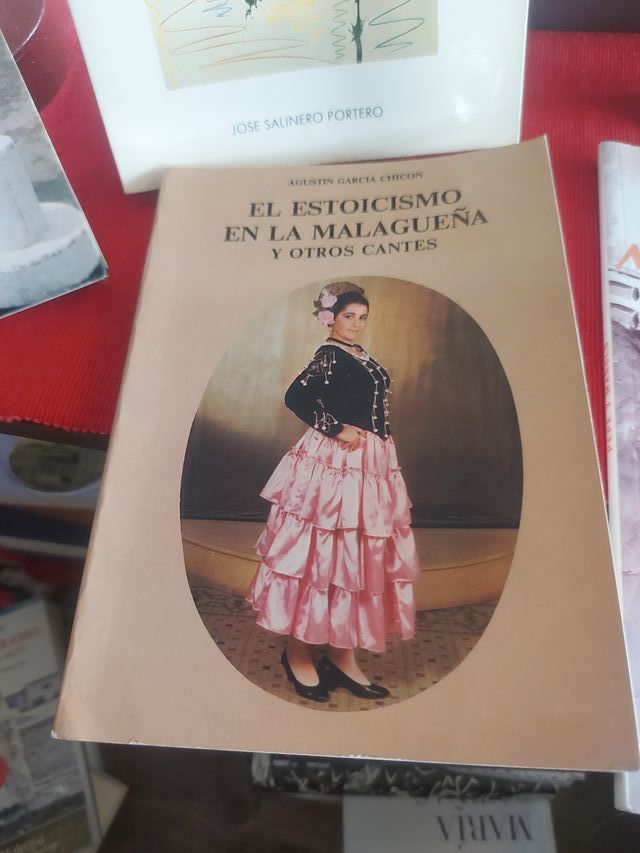 JOSE SALINERO PORTERO
AGUSTIN GARCIA CHICON
EL ESTOICISMO
EN LA MALAGUEÑA
Y OTROS CANTES
MARÍA